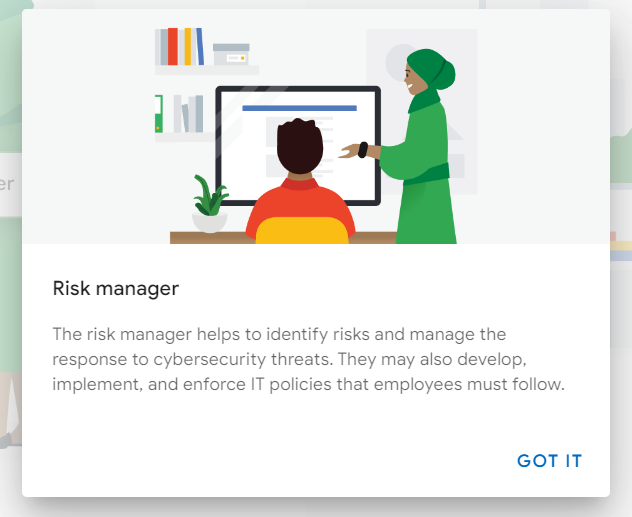 er
Risk manager
The risk manager helps to identify risks and manage the
response to cybersecurity threats. They may also develop,
implement, and enforce IT policies that employees must follow.
GOT IT